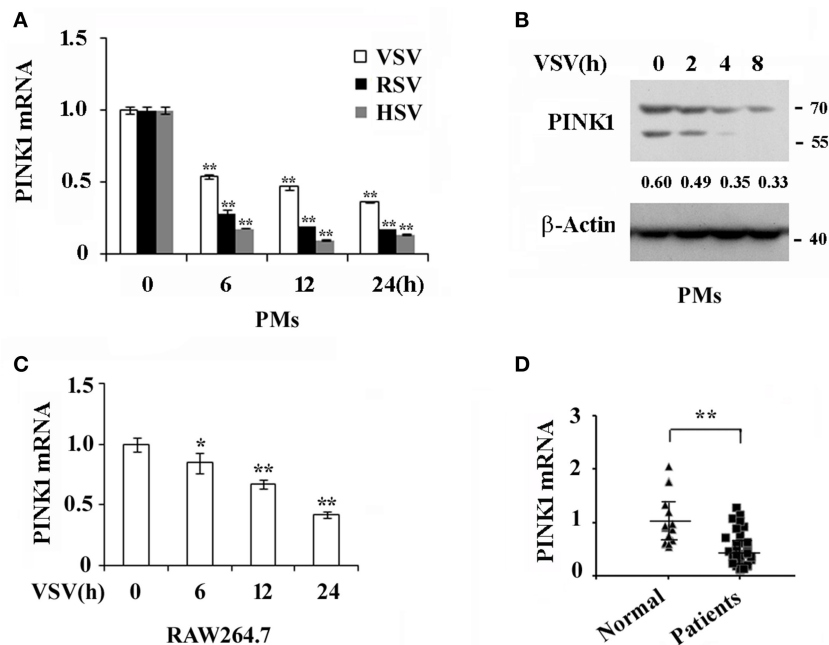 A
PINK1 mRNA
1.5
1.0
0.5
0
VSV
RSV
HSV
** ** **
** ** **
** ** **
0 6 12 24(h)
PMs
B
VSV(h) 0 2 4 8
PINK1
- 70
- 55
0.60 0.49 0.35 0.33
β-Actin
- 40
PMs
C
PINK1 mRNA
1.5
1.0
0.5
0
* ** **
VSV(h) 0 6 12 24
RAW264.7
D
PINK1 mRNA
3
2
1
0
**
Normal
Patients